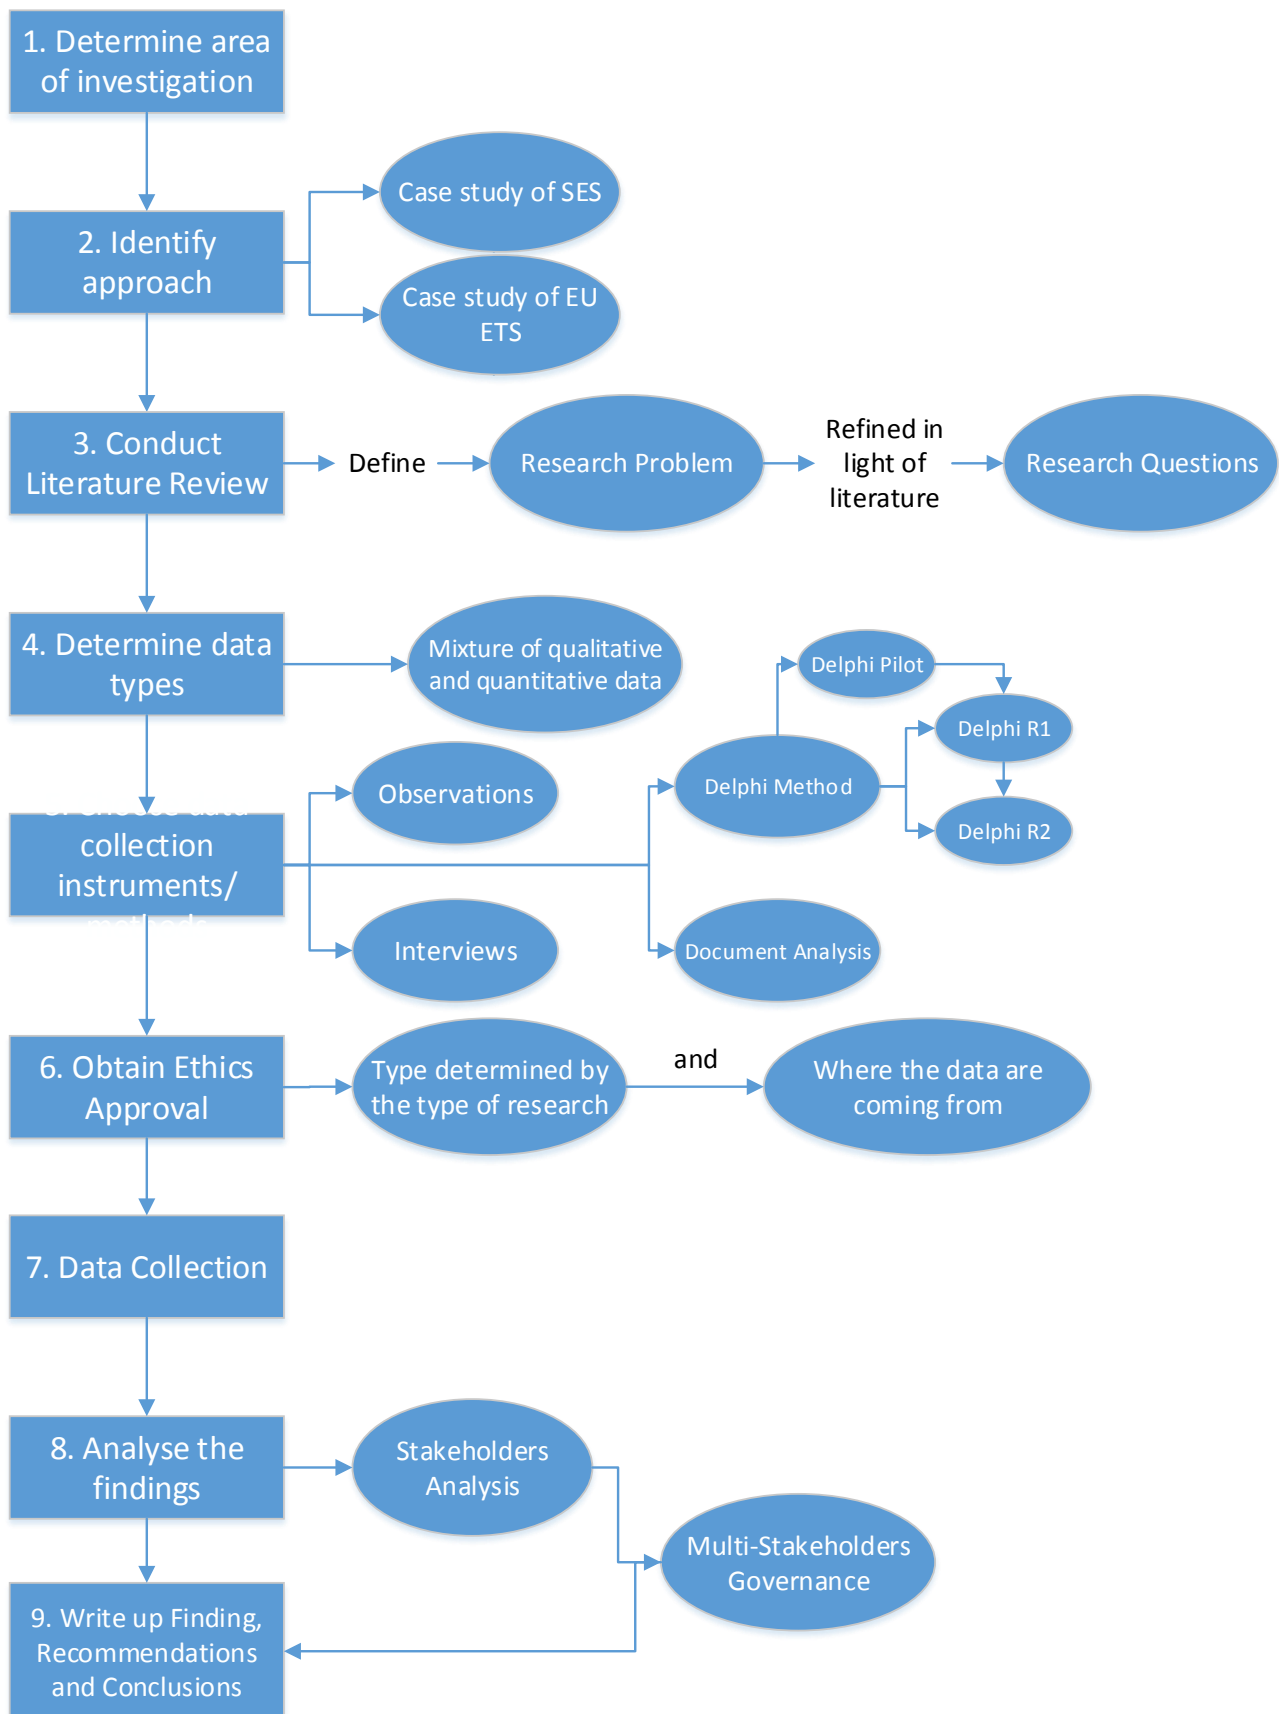 1. Determine area
of investigation
Case study of SES
2. Identify
approach
Case study of EU
ETS
3. Conduct
Literature Review
Define
Research Problem
Refined in
light of
literature
Research Questions
4. Determine data
types
Mixture of qualitative
and quantitative data
Delphi Pilot
Delphi R1
Delphi Method
Delphi R2
Observations
collection
instruments/
methods
Interviews
Document Analysis
6. Obtain Ethics
Approval
Type determined by
the type of research
and
Where the data are
coming from
7. Data Collection
8. Analyse the
findings
Stakeholders
Analysis
Multi-Stakeholders
Governance
9. Write up Finding,
Recommendations
and Conclusions